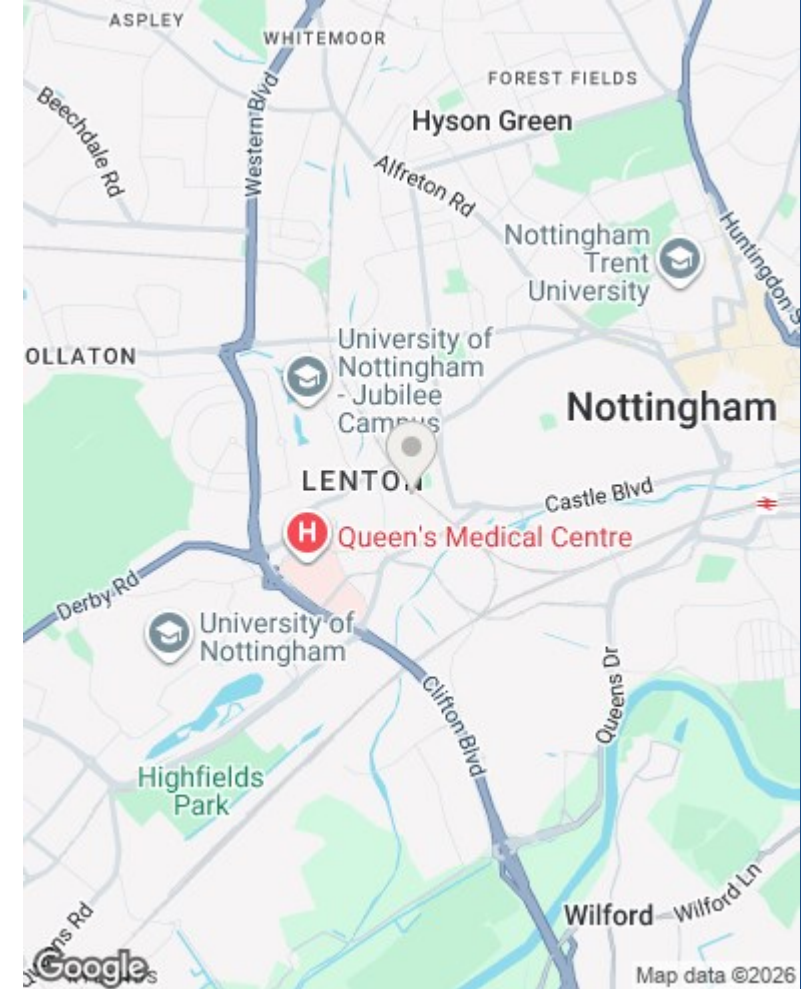 ASPLEY
WHITEMOOR
FOREST FIELDS
Beechdale Rd
Western Blvd
Hyson Green
Alfreton Rd
Nottingham
Trent
University
Huntingdon S
OLLATON
University of
Nottingham
- Jubilee
Campus
Nottingham
LENTON
Castle Blvd
H
Queen's Medical Centre
Derby Rd
University of
Nottingham
Clifton Blvd
Queens Dr
Highfields
Park
Wilford
Wilford Ln
Google
Map data ©2026